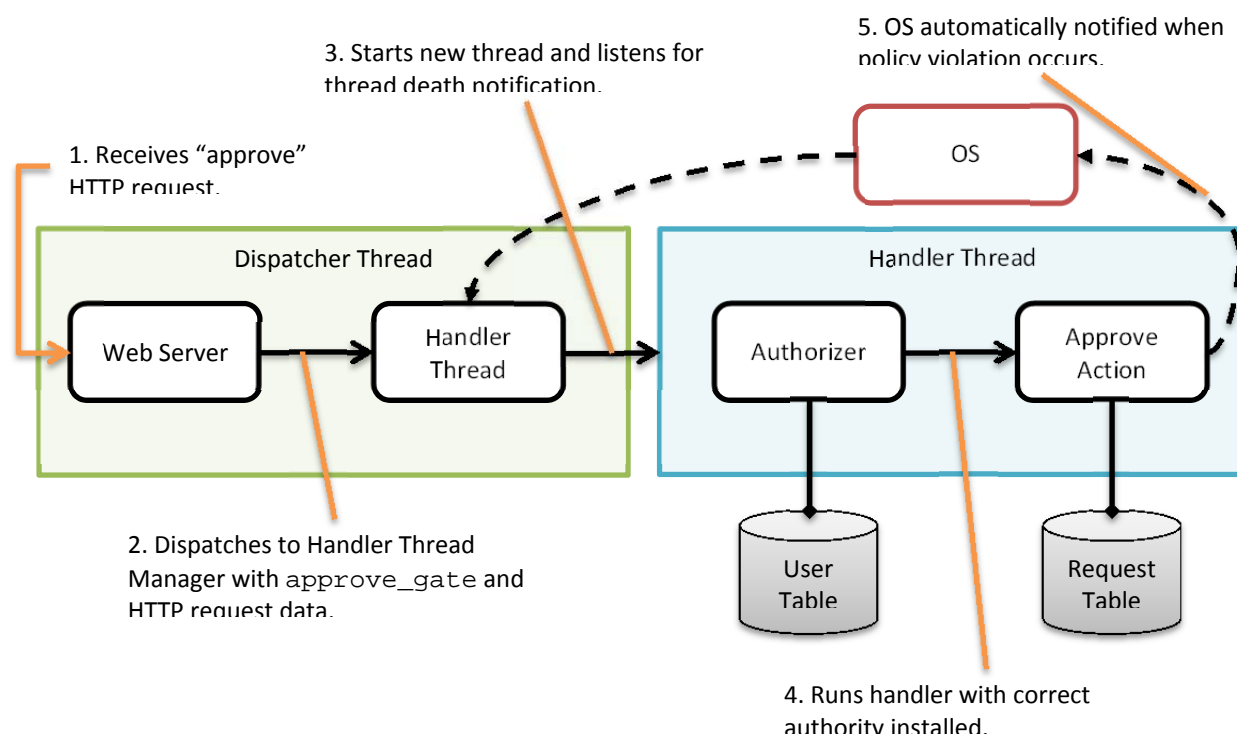 5. OS automatically notified when
policy violation occurs.
3. Starts new thread and listens for
thread death notification.
1. Receives “approve”
HTTP request.
OS
Dispatcher Thread
Handler Thread
Web Server
Handler
Thread
Authorizer
Approve
Action
2. Dispatches to Handler Thread
Manager with approve_gate and
HTTP request data.
User
Table
Request
Table
4. Runs handler with correct
authority installed.